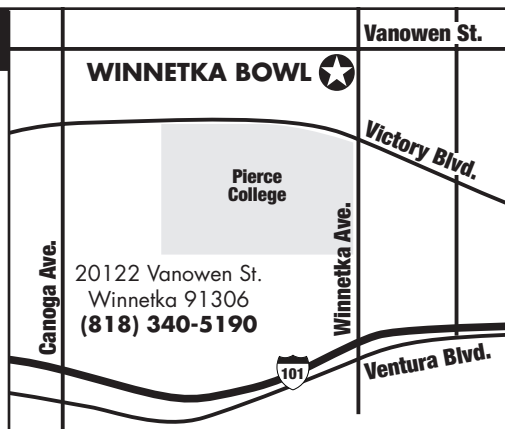 Vanowen St.
WINNETKA BOWL
Victory Blvd.
Pierce
College
Winnetka Ave.
Canoga Ave.
20122 Vanowen St.
Winnetka 91306
(818) 340-5190
101
Ventura Blvd.